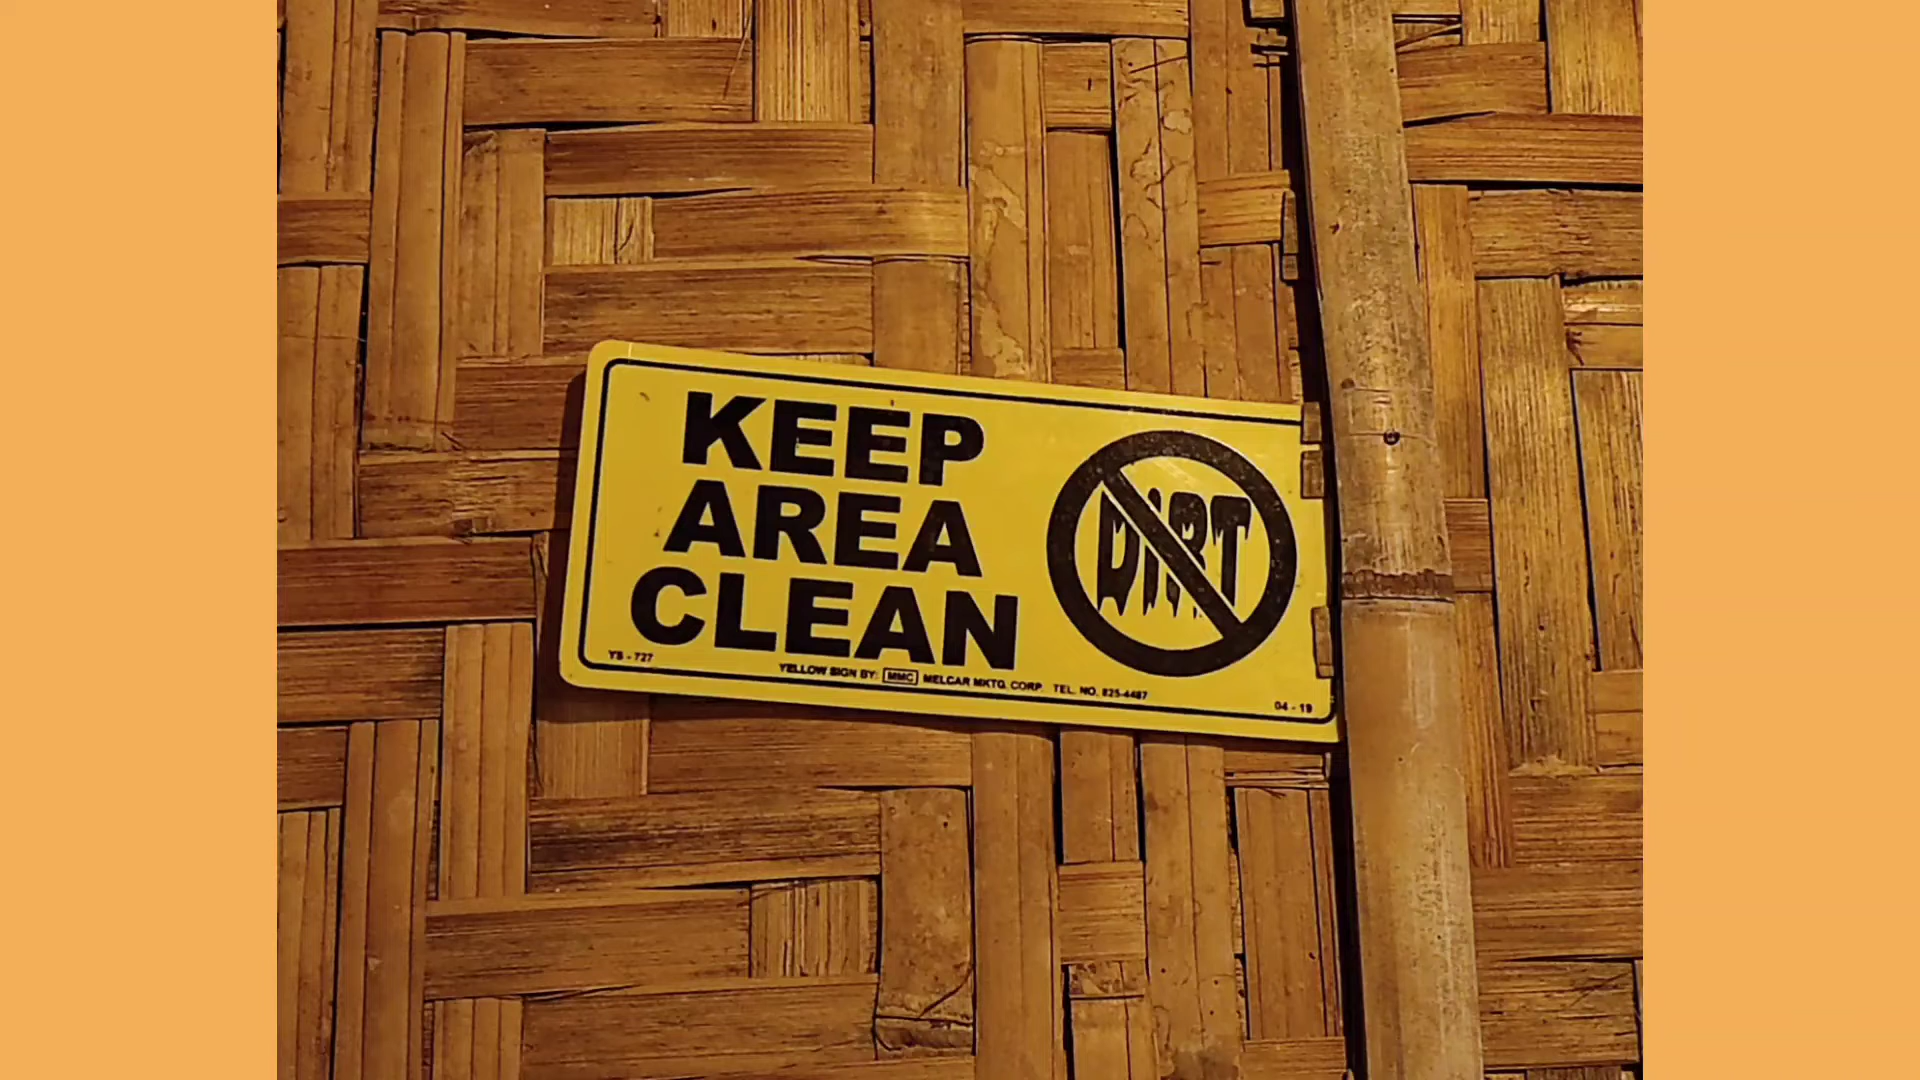 KEEP
AREA
CLEAN
DiRT
YS - 727
YELLOW SIGN BY: MMC MELCAR MKTG. CORP. TEL. NO. 825-4487
04 - 19